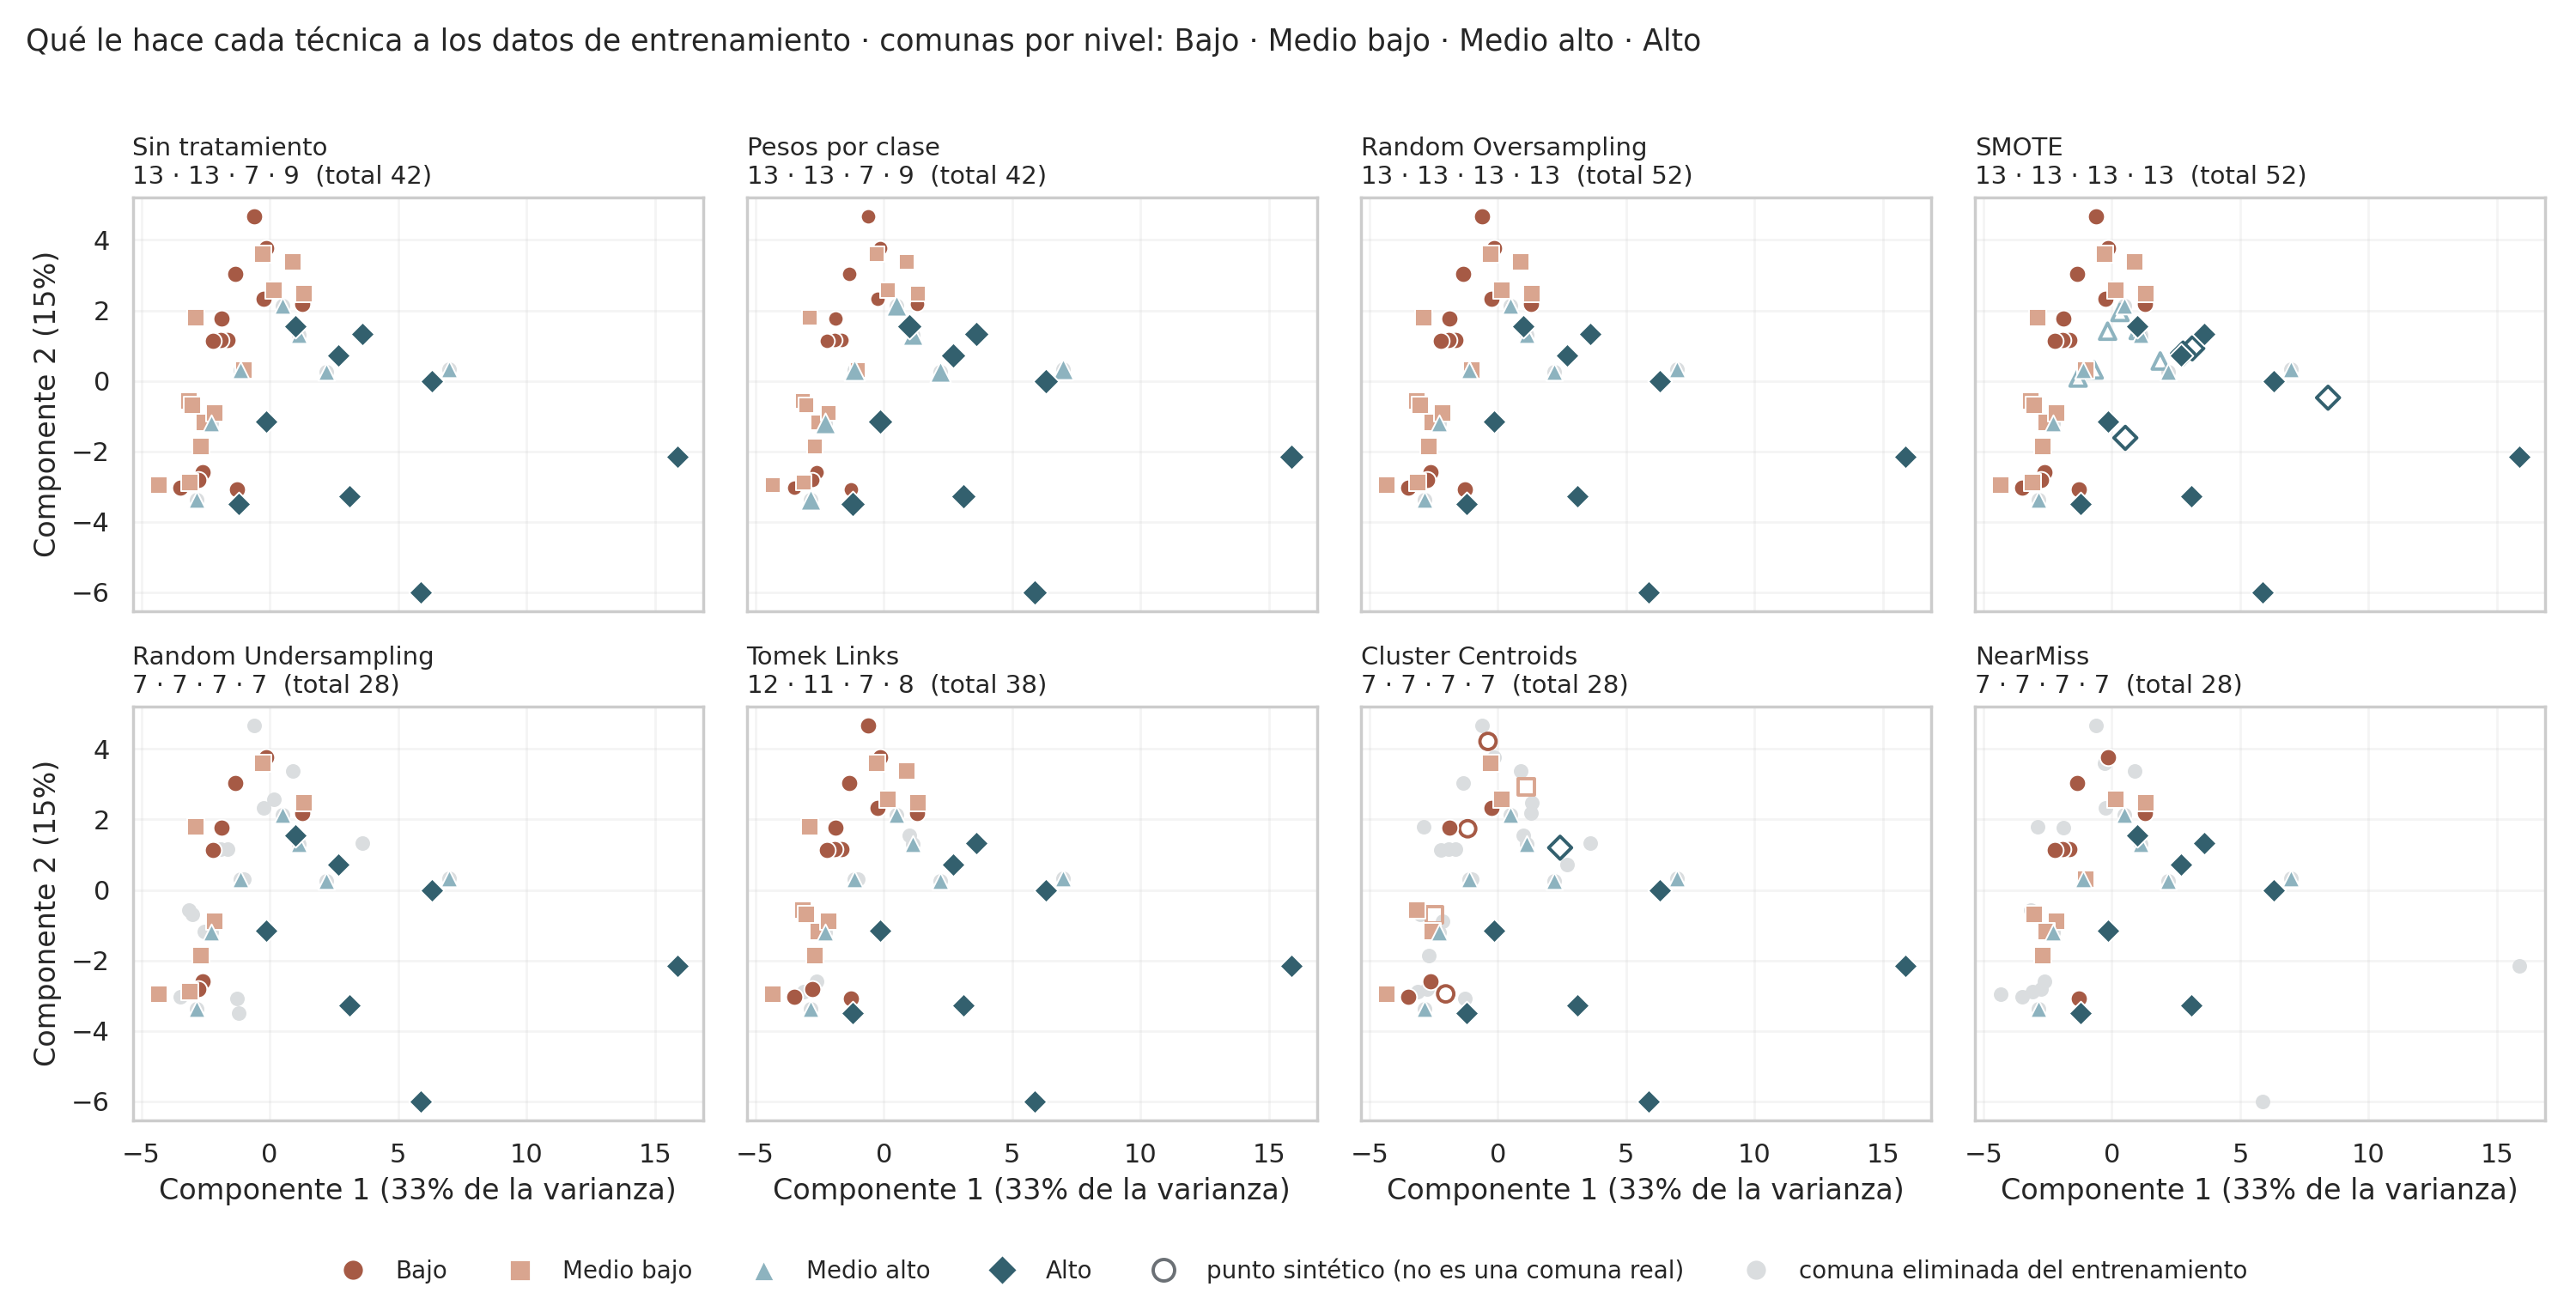 Qué le hace cada técnica a los datos de entrenamiento · comunas por nivel: Bajo · Medio bajo · Medio alto · Alto
Sin tratamiento
13 · 13 · 7 · 9  (total 42)
Pesos por clase
13 · 13 · 7 · 9  (total 42)
Random Oversampling
13 · 13 · 13 · 13  (total 52)
SMOTE
13 · 13 · 13 · 13  (total 52)
Componente 2 (15%)
4
2
0
−2
−4
−6
Random Undersampling
7 · 7 · 7 · 7  (total 28)
Tomek Links
12 · 11 · 7 · 8  (total 38)
Cluster Centroids
7 · 7 · 7 · 7  (total 28)
NearMiss
7 · 7 · 7 · 7  (total 28)
Componente 2 (15%)
4
2
0
−2
−4
−6
−5 0 5 10 15
−5 0 5 10 15
−5 0 5 10 15
−5 0 5 10 15
Componente 1 (33% de la varianza)
Componente 1 (33% de la varianza)
Componente 1 (33% de la varianza)
Componente 1 (33% de la varianza)
Bajo
Medio bajo
Medio alto
Alto
punto sintético (no es una comuna real)
comuna eliminada del entrenamiento